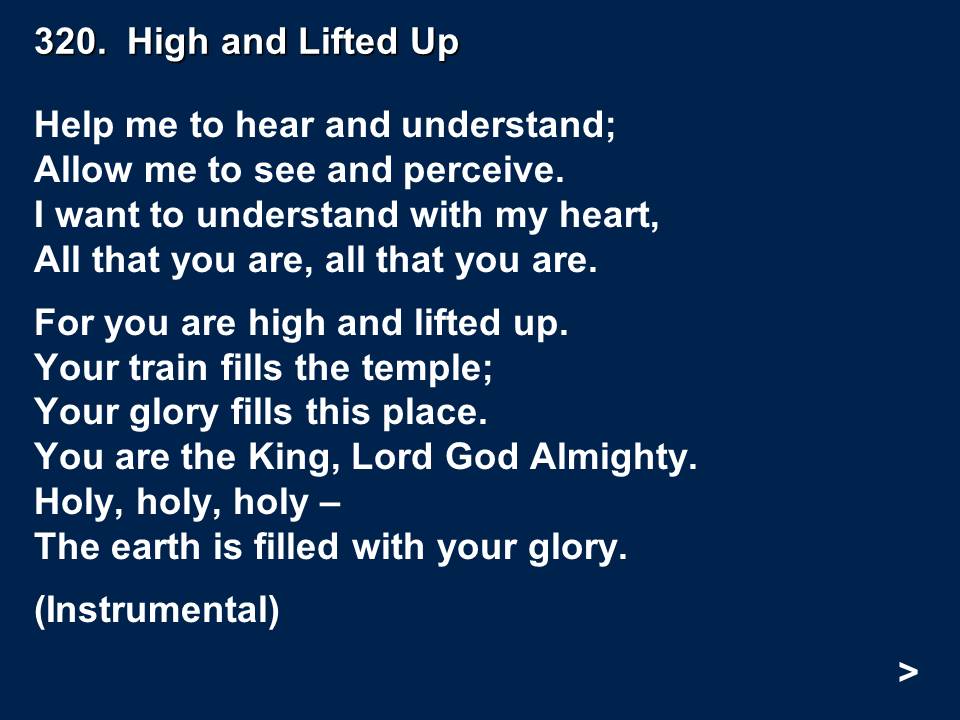 320.  High and Lifted Up
Help me to hear and understand;
Allow me to see and perceive.
I want to understand with my heart,
All that you are, all that you are.
For you are high and lifted up.
Your train fills the temple;
Your glory fills this place.
You are the King, Lord God Almighty.
Holy, holy, holy –
The earth is filled with your glory.
(Instrumental)
>